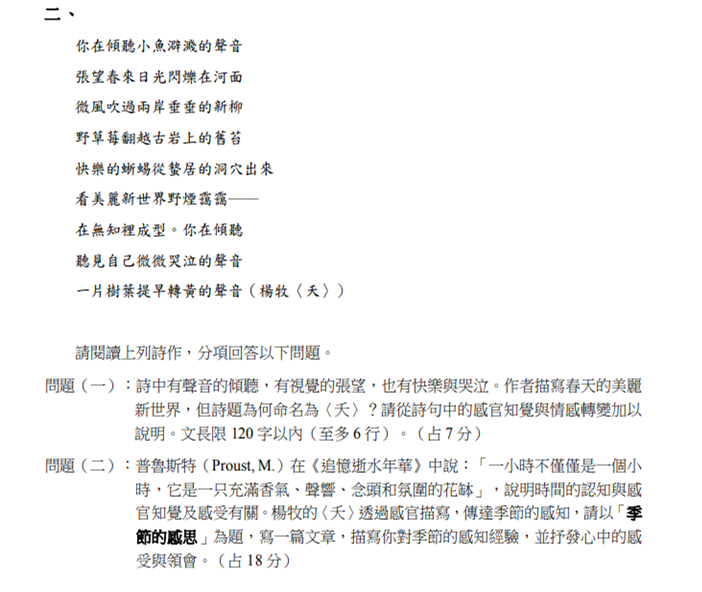 二、
你在傾聽小魚澼濺的聲音
張望春來日光閃爍在河面
微風吹過兩岸垂垂的新柳
野草莓翻越古岩上的舊苔
快樂的蜥蜴從蟄居的洞穴出來
看美麗新世界野煙靄靄——
在無知裡成型。你在傾聽
聽見自己微微哭泣的聲音
一片樹葉提早轉黃的聲音（楊牧〈夭〉）
請閱讀上列詩作，分項回答以下問題。
問題（一）：詩中有聲音的傾聽，有視覺的張望，也有快樂與哭泣。作者描寫春天的美麗
新世界，但詩題為何命名為〈夭〉？請從詩句中的感官知覺與情感轉變加以
說明。文長限 120 字以內（至多 6 行）。（占 7 分）
問題（二）：普魯斯特（Proust, M.）在《追憶逝水年華》中說：「一小時不僅僅是一個小
時，它是一只充滿香氣、聲響、念頭和氛圍的花缽」，說明時間的認知與感
官知覺及感受有關。楊牧的〈夭〉透過感官描寫，傳達季節的感知，請以「季
節的感思」為題，寫一篇文章，描寫你對季節的感知經驗，並抒發心中的感
受與領會。（占 18 分）